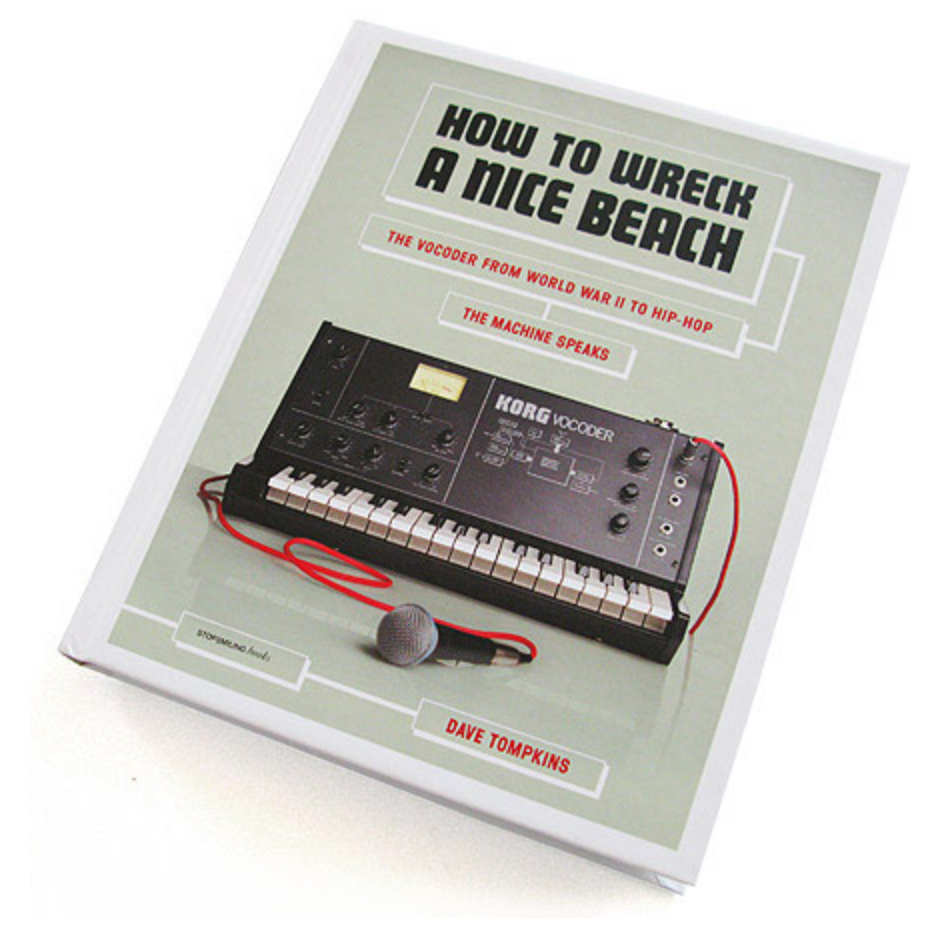 HOW TO WRECK
A NICE BEACH
THE VOCODER FROM WORLD WAR II TO HIP-HOP
THE MACHINE SPEAKS
KORG VOCODER
STOPSMILING books
DAVE TOMPKINS